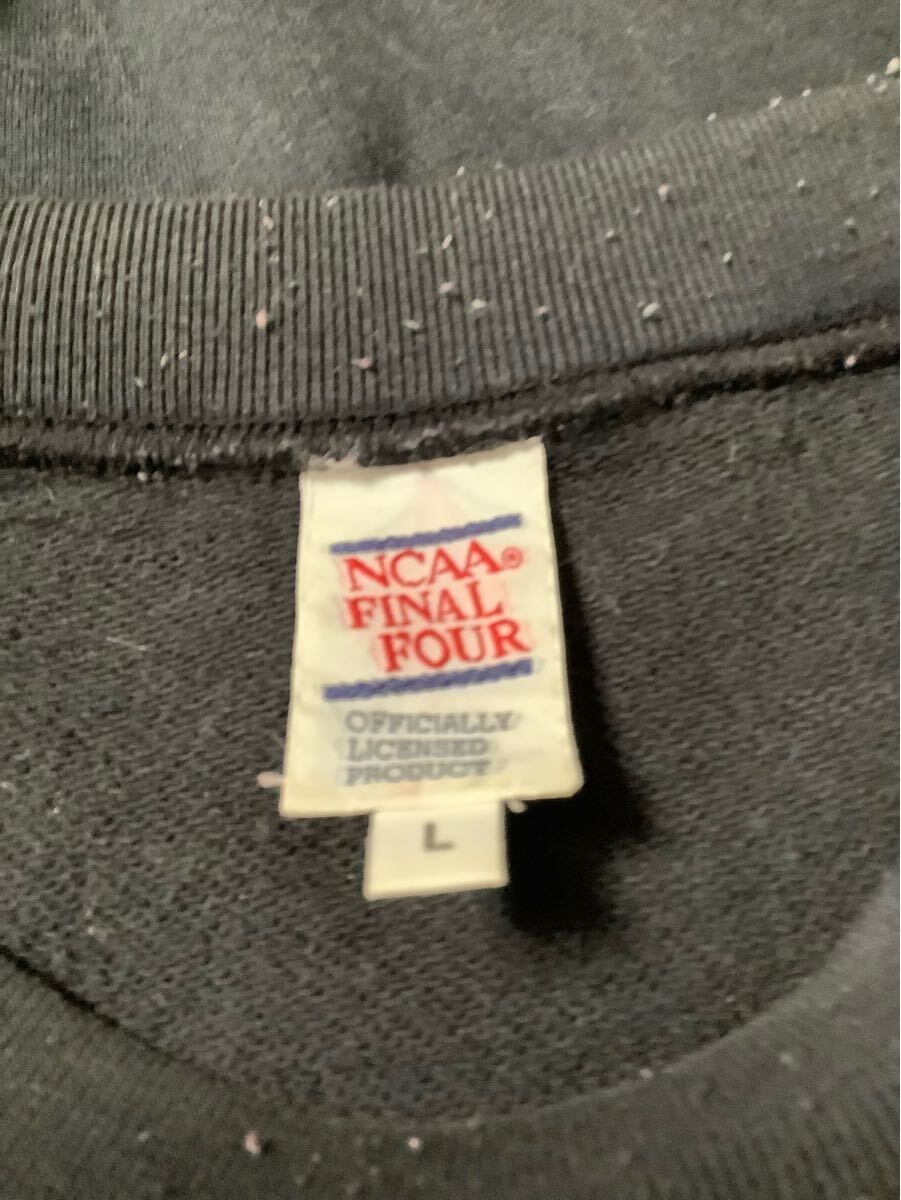 NCAA®
FINAL
FOUR
OFFICIALLY
LICENSED
PRODUCT
L